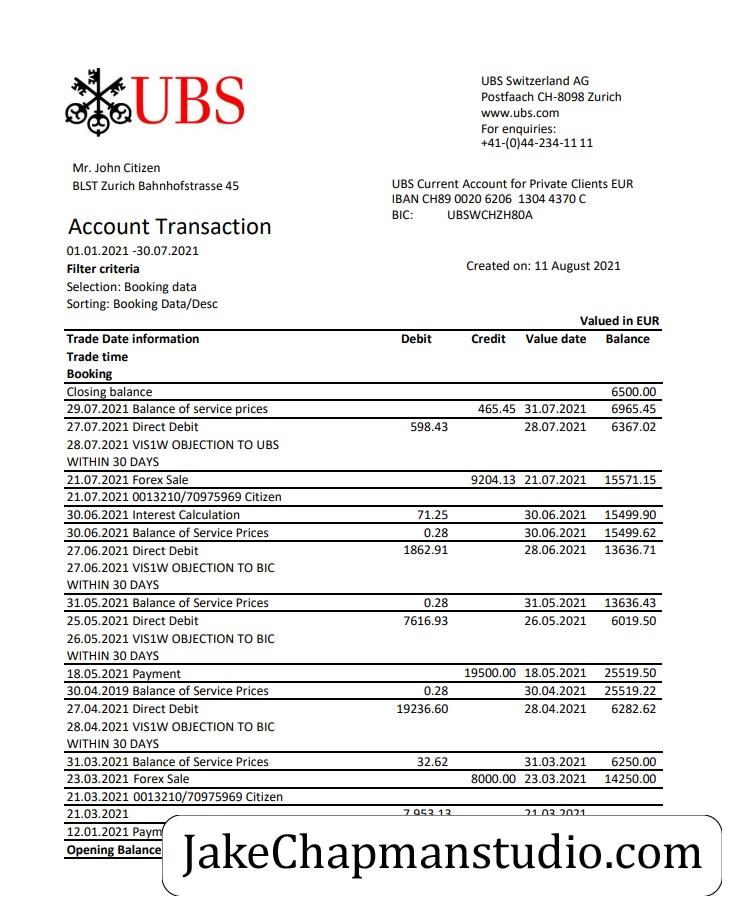 UBS
UBS Switzerland AG
Postfaach CH-8098 Zurich
www.ubs.com
For enquiries:
+41-(0)44-234-11 11
Mr. John Citizen
BLST Zurich Bahnhofstrasse 45
UBS Current Account for Private Clients EUR
IBAN CH89 0020 6206 1304 4370 C
BIC: UBSWCHZH80A
Account Transaction
01.01.2021 -30.07.2021
Filter criteria
Created on: 11 August 2021
Selection: Booking data
Sorting: Booking Data/Desc
Valued in EUR
Trade Date information Debit Credit Value date Balance
Trade time
Booking
Closing balance 6500.00
29.07.2021 Balance of service prices 465.45 31.07.2021 6965.45
27.07.2021 Direct Debit 598.43 28.07.2021 6367.02
28.07.2021 VIS1W OBJECTION TO UBS
WITHIN 30 DAYS
21.07.2021 Forex Sale 9204.13 21.07.2021 15571.15
21.07.2021 0013210/70975969 Citizen
30.06.2021 Interest Calculation 71.25 30.06.2021 15499.90
30.06.2021 Balance of Service Prices 0.28 30.06.2021 15499.62
27.06.2021 Direct Debit 1862.91 28.06.2021 13636.71
27.06.2021 VIS1W OBJECTION TO BIC
WITHIN 30 DAYS
31.05.2021 Balance of Service Prices 0.28 31.05.2021 13636.43
25.05.2021 Direct Debit 7616.93 26.05.2021 6019.50
26.05.2021 VIS1W OBJECTION TO BIC
WITHIN 30 DAYS
18.05.2021 Payment 19500.00 18.05.2021 25519.50
30.04.2019 Balance of Service Prices 0.28 30.04.2021 25519.22
27.04.2021 Direct Debit 19236.60 28.04.2021 6282.62
28.04.2021 VIS1W OBJECTION TO BIC
WITHIN 30 DAYS
31.03.2021 Balance of Service Prices 32.62 31.03.2021 6250.00
23.03.2021 Forex Sale 8000.00 23.03.2021 14250.00
21.03.2021 0013210/70975969 Citizen
21.03.2021 7 953.13 21.03.2021
12.01.2021
Opening Balance
JakeChapmanstudio.com